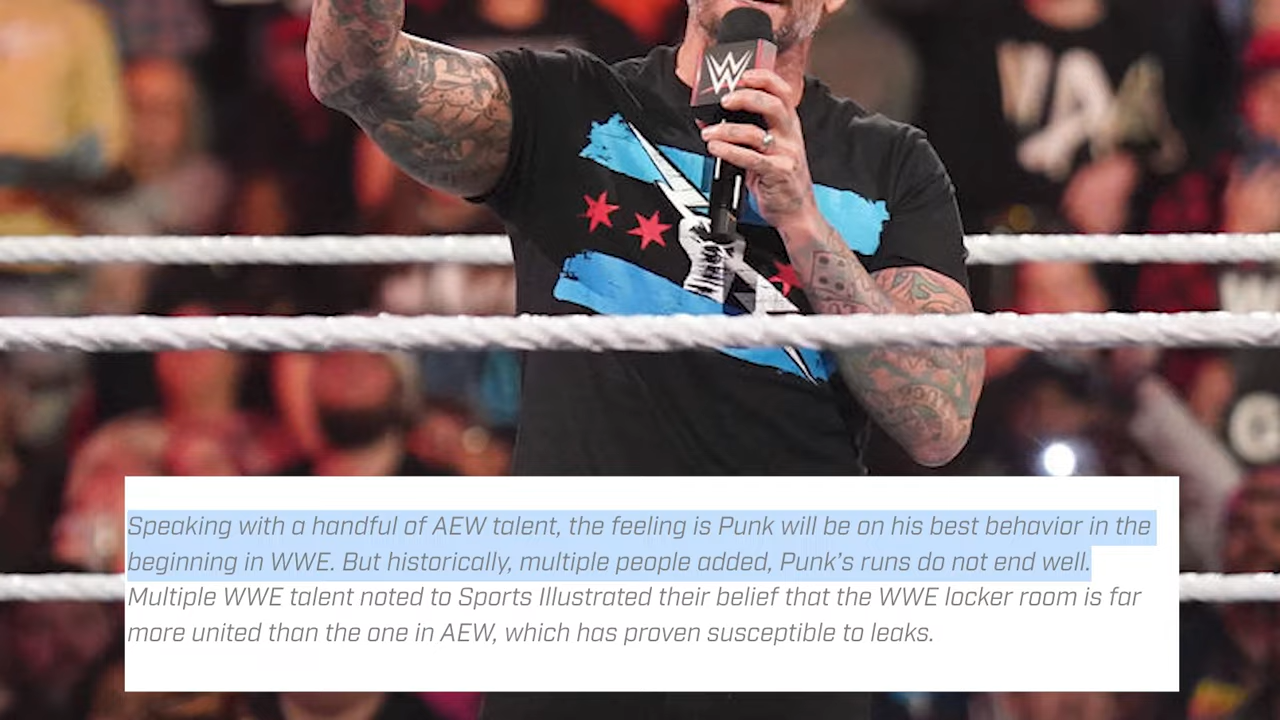 W
Speaking with a handful of AEW talent, the feeling is Punk will be on his best behavior in the
beginning in WWE. But historically, multiple people added, Punk's runs do not end well.
Multiple WWE talent noted to Sports Illustrated their belief that the WWE locker room is far
more united than the one in AEW, which has proven susceptible to leaks.